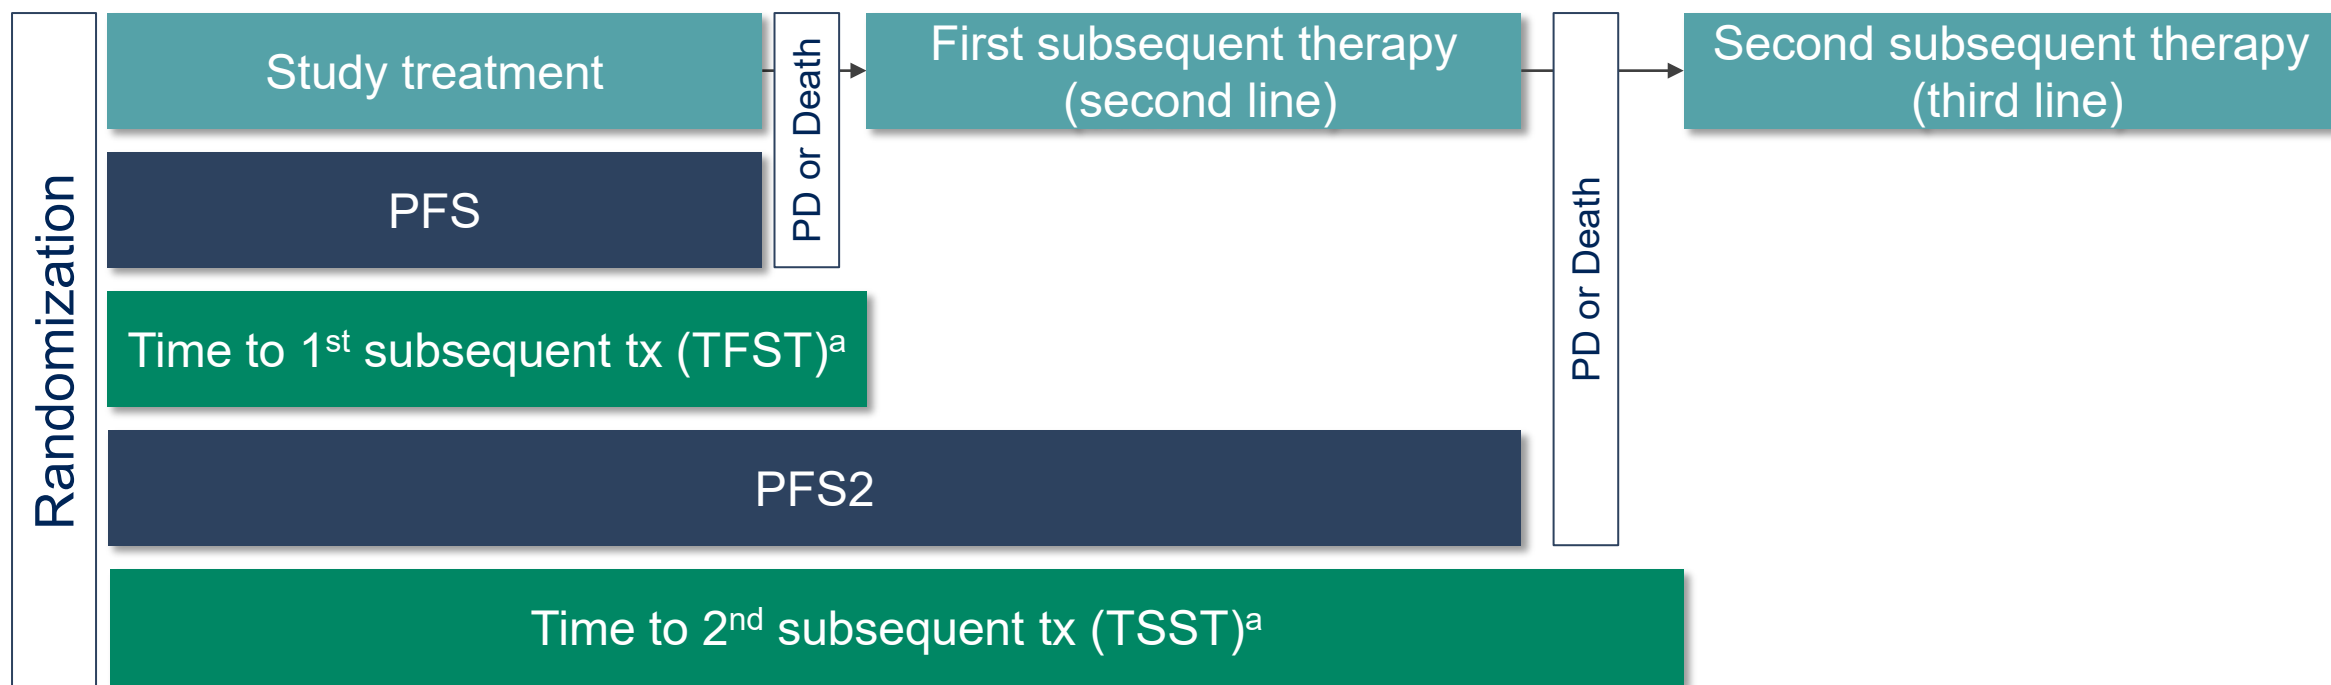 Randomization
Study treatment
PD or Death
First subsequent therapy
(second line)
PD or Death
Second subsequent therapy
(third line)
PFS
Time to 1st subsequent tx (TFST)a
PFS2
Time to 2nd subsequent tx (TSST)a